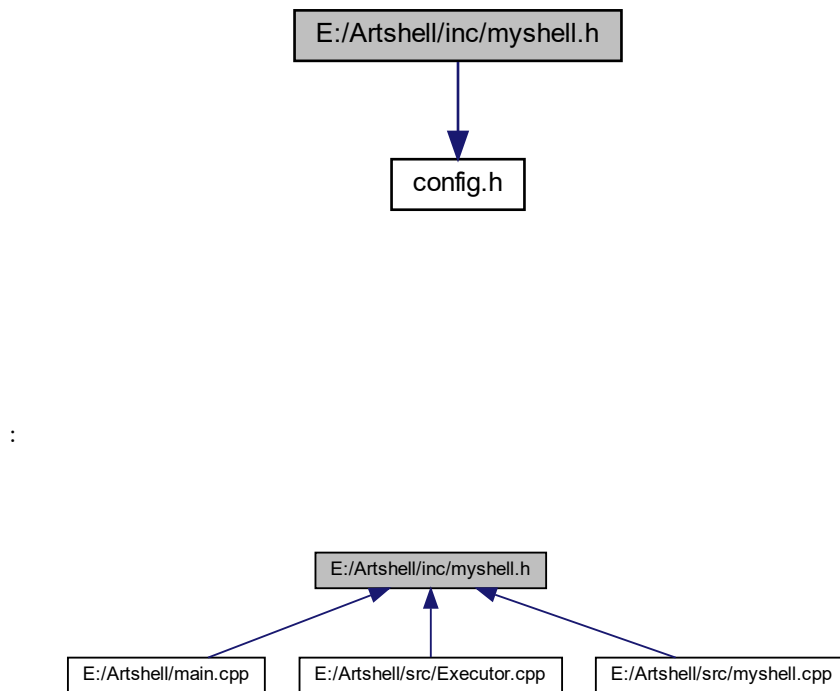 E:/Artshell/inc/myshell.h
config.h
:
E:/Artshell/inc/myshell.h
E:/Artshell/main.cpp E:/Artshell/src/Executor.cpp E:/Artshell/src/myshell.cpp